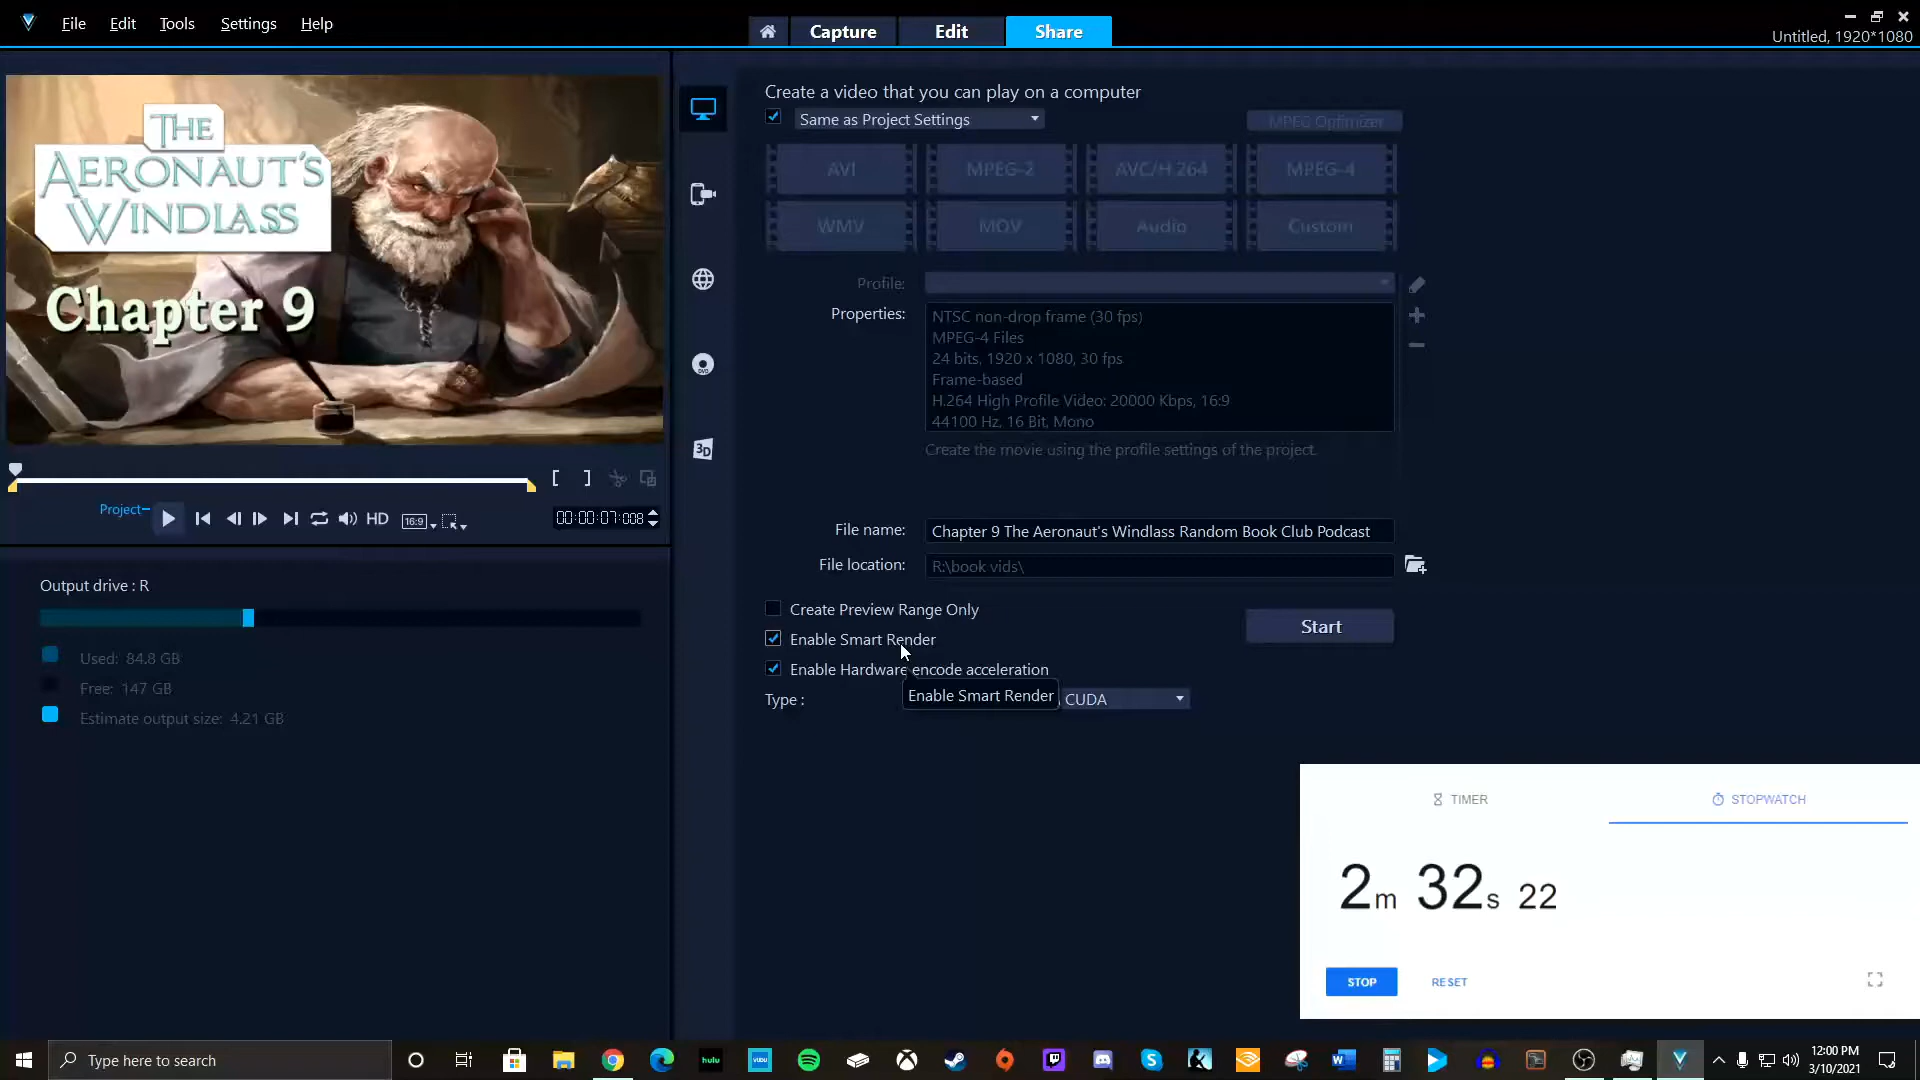 File Edit Tools Settings Help
Capture Edit Share
Untitled, 1920*1080
THE
AERONAUT'S
WINDLASS
Chapter 9
Project
HD
16:9
00:00:07:008
Output drive : R
Used: 84.8 GB
Free: 147 GB
Estimate output size: 4.21 GB
DVD
3D
Create a video that you can play on a computer
Same as Project Settings
MPEG Optimizer
AVI MPEG-2 AVC/H.264 MPEG-4
WMV MOV Audio Custom
Profile:
Properties:
NTSC non-drop frame (30 fps)
MPEG-4 Files
24 bits, 1920 x 1080, 30 fps
Frame-based
H.264 High Profile Video: 20000 Kbps, 16:9
44100 Hz, 16 Bit, Mono
Create the movie using the profile settings of the project.
File name: Chapter 9 The Aeronaut's Windlass Random Book Club Podcast
File location: R:\book vids\
Create Preview Range Only
Enable Smart Render
Start
Enable Hardware encode acceleration
Type :
Enable Smart Render
CUDA
TIMER STOPWATCH
2m 32s 22
STOP RESET
Type here to search
hulu
VUDU
12:00 PM
3/10/2021